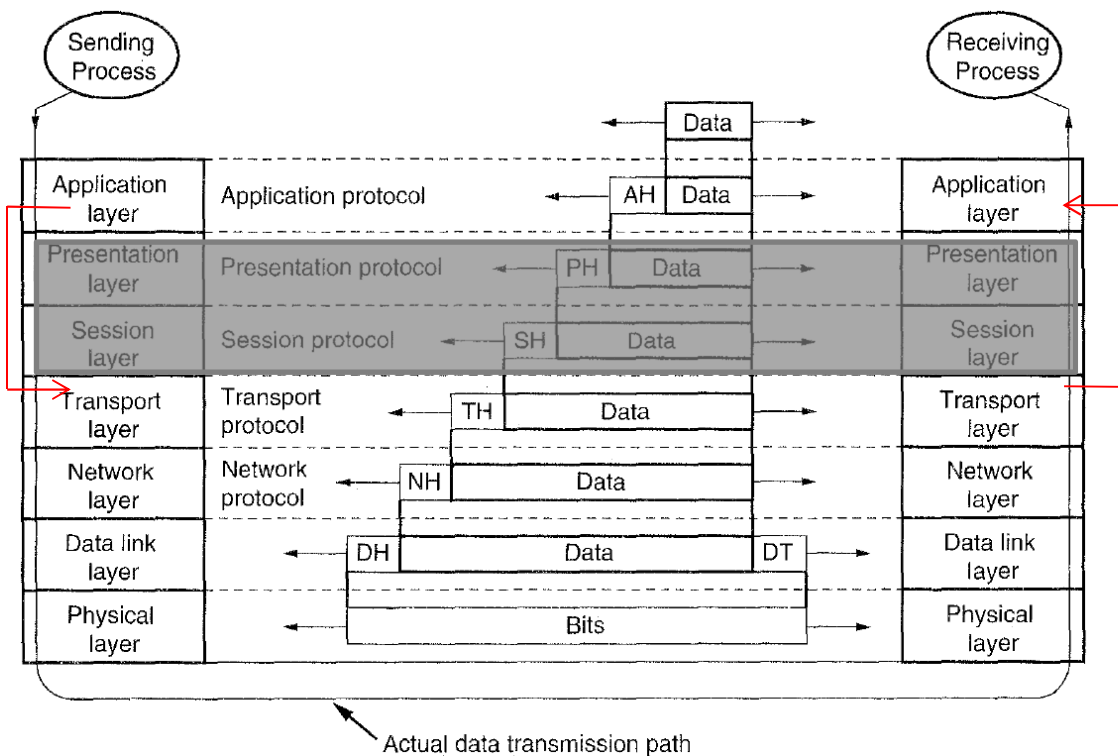 Sending
Process
Receiving
Process
Data
Application
layer
Application protocol
AH
Data
Application
layer
Presentation
layer
Presentation protocol
PH
Data
Presentation
layer
Session
layer
Session protocol
SH
Data
Session
layer
Transport
layer
Transport
protocol
TH
Data
Transport
layer
Network
layer
Network
protocol
NH
Data
Network
layer
Data link
layer
DH
Data
DT
Data link
layer
Physical
layer
Bits
Physical
layer
Actual data transmission path